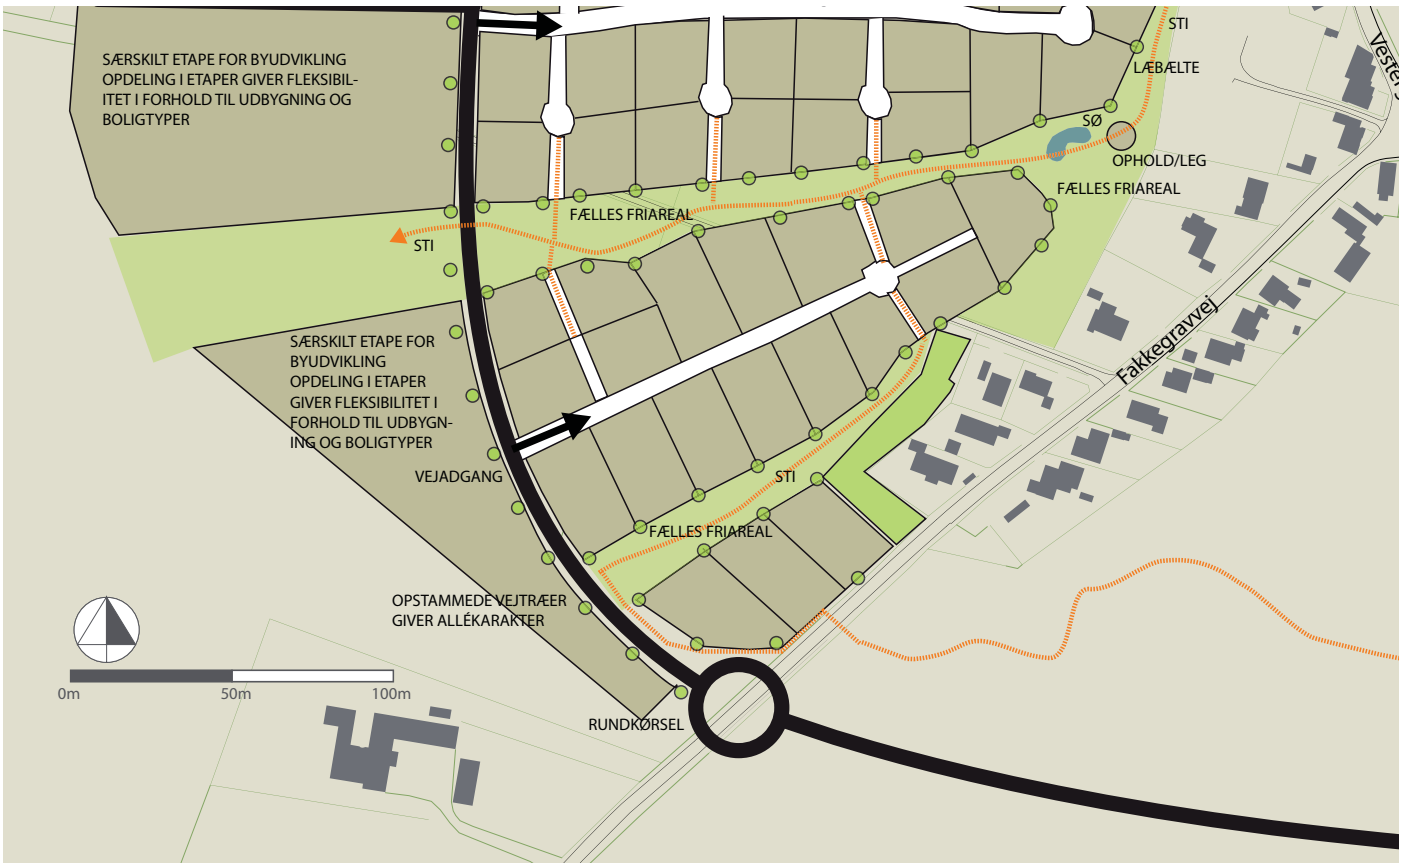 STI
LÆBÆLTE
SÆRSKILT ETAPE FOR BYUDVIKLING
OPDELING I ETAPER GIVER FLEKSIBIL-
ITET I FORHOLD TIL UDBYGNING OG
BOLIGTYPER
SØ
OPHOLD/LEG
FÆLLES FRIAREAL
FÆLLES FRIAREAL
STI
SÆRSKILT ETAPE FOR
BYUDVIKLING
OPDELING I ETAPER
GIVER FLEKSIBILITET I
FORHOLD TIL UDBYGN-
ING OG BOLIGTYPER
Fakkegravvej
VEJADGANG
STI
FÆLLES FRIAREAL
OPSTAMMEDE VEJTRÆER
GIVER ALLÉKARAKTER
0m
50m
100m
RUNDKØRSEL